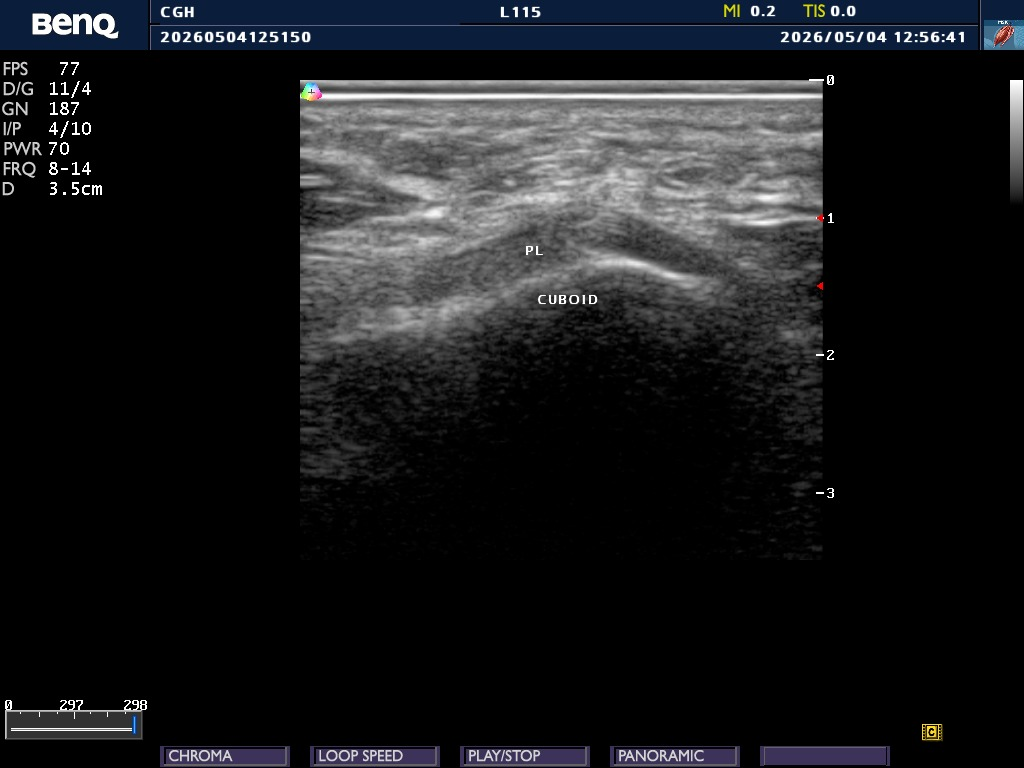 BenQ
CGH L115 MI 0.2 TIS 0.0
20260504125150 2026/05/04 12:56:41
FPS 77
D/G 11/4
GN 187
I/P 4/10
PWR 70
FRQ 8-14
D 3.5cm
0
1
2
3
PL
CUBOID
0 297 298
C
CHROMA LOOP SPEED PLAY/STOP PANORAMIC